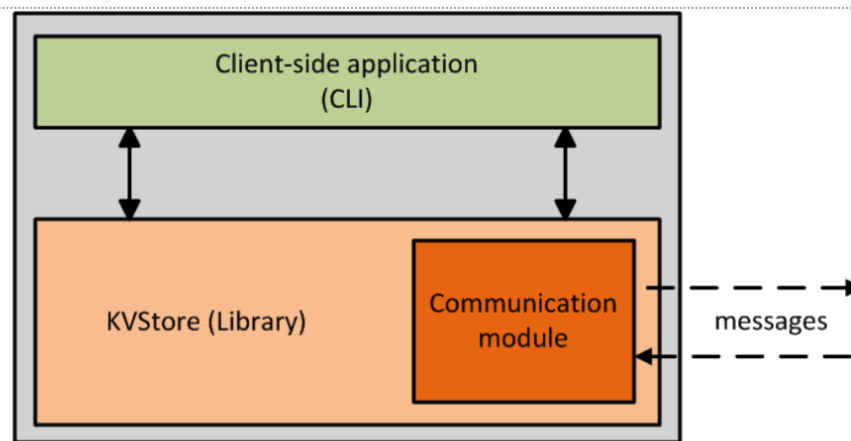 Client-side application
(CLI)
KVStore (Library)
Communication
module
messages